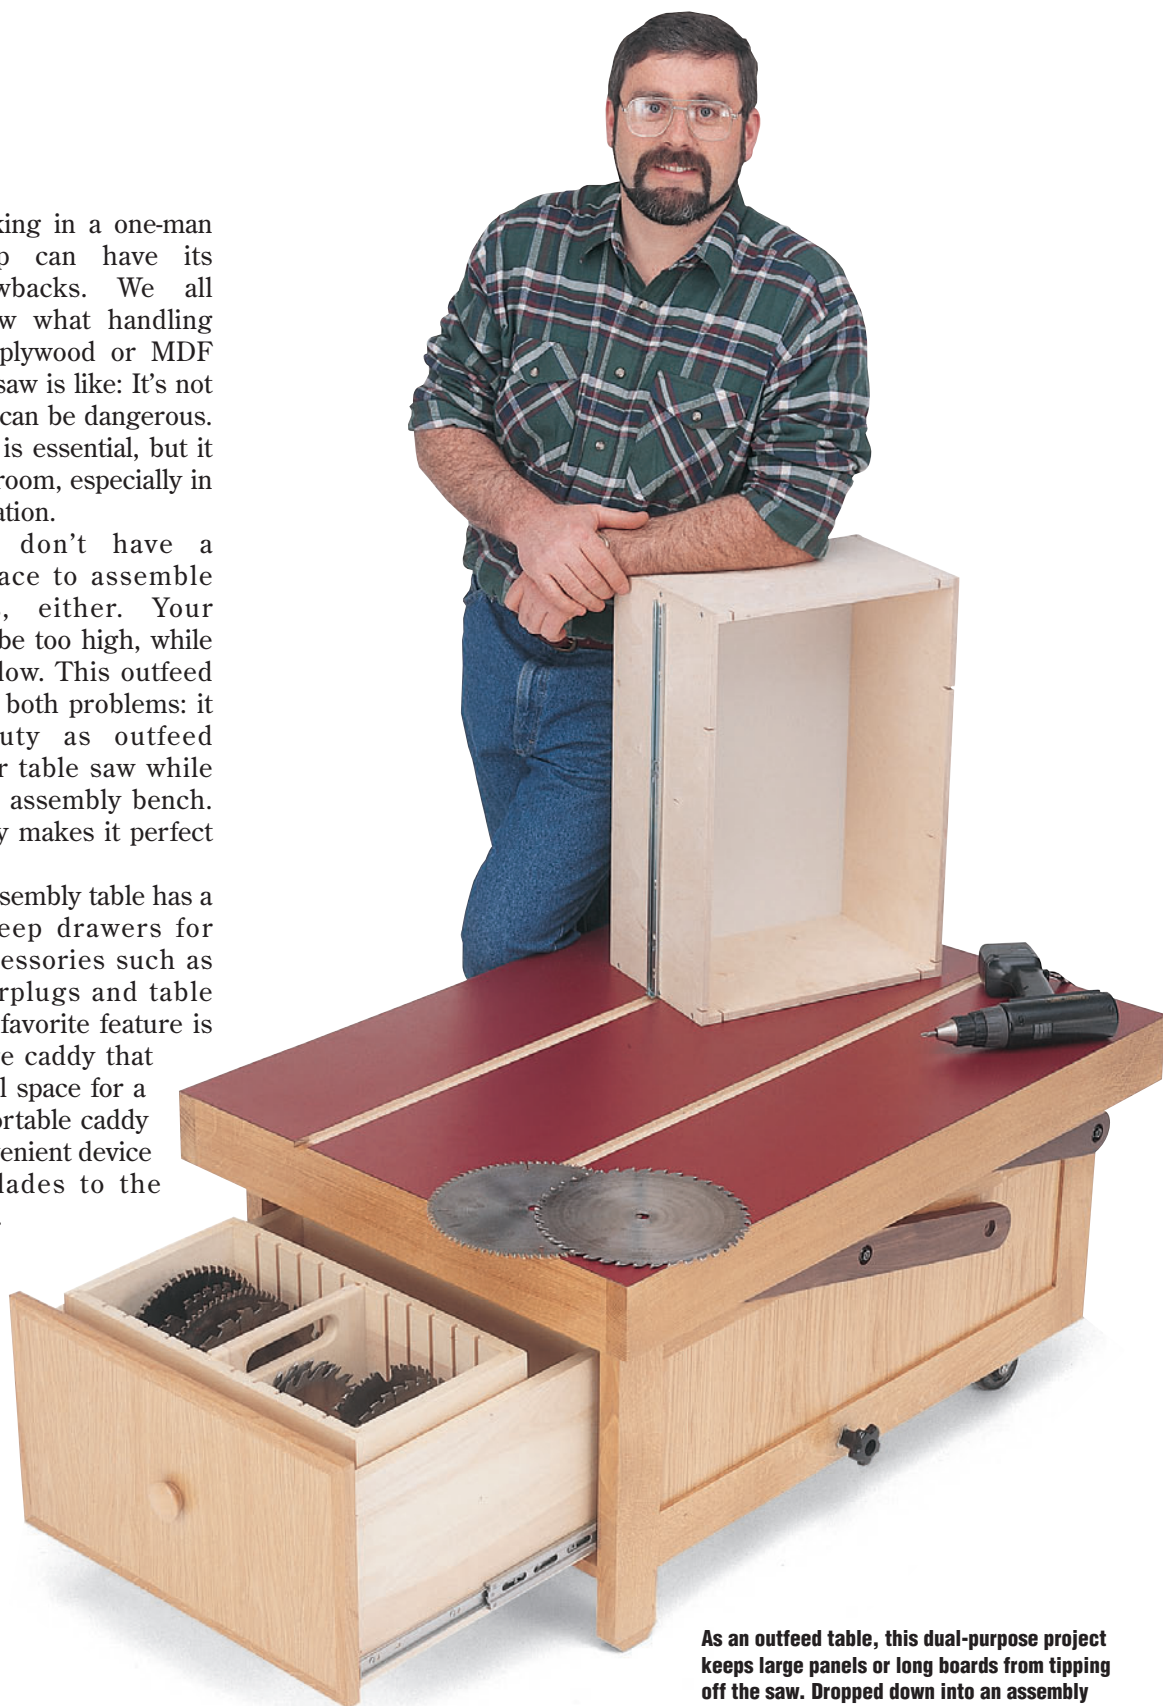 king in a one-man
p can have its
wbacks. We all
w what handling
plywood or MDF
saw is like: It's not
can be dangerous.
is essential, but it
room, especially in
ation.
don't have a
ace to assemble
, either. Your
be too high, while
low. This outfeed
both problems: it
uty as outfeed
r table saw while
assembly bench.
y makes it perfect
ssembly table has a
eep drawers for
essories such as
rplugs and table
favorite feature is
e caddy that
l space for a
ortable caddy
enient device
lades to the
.
As an outfeed table, this dual-purpose project
keeps large panels or long boards from tipping
off the saw. Dropped down into an assembly